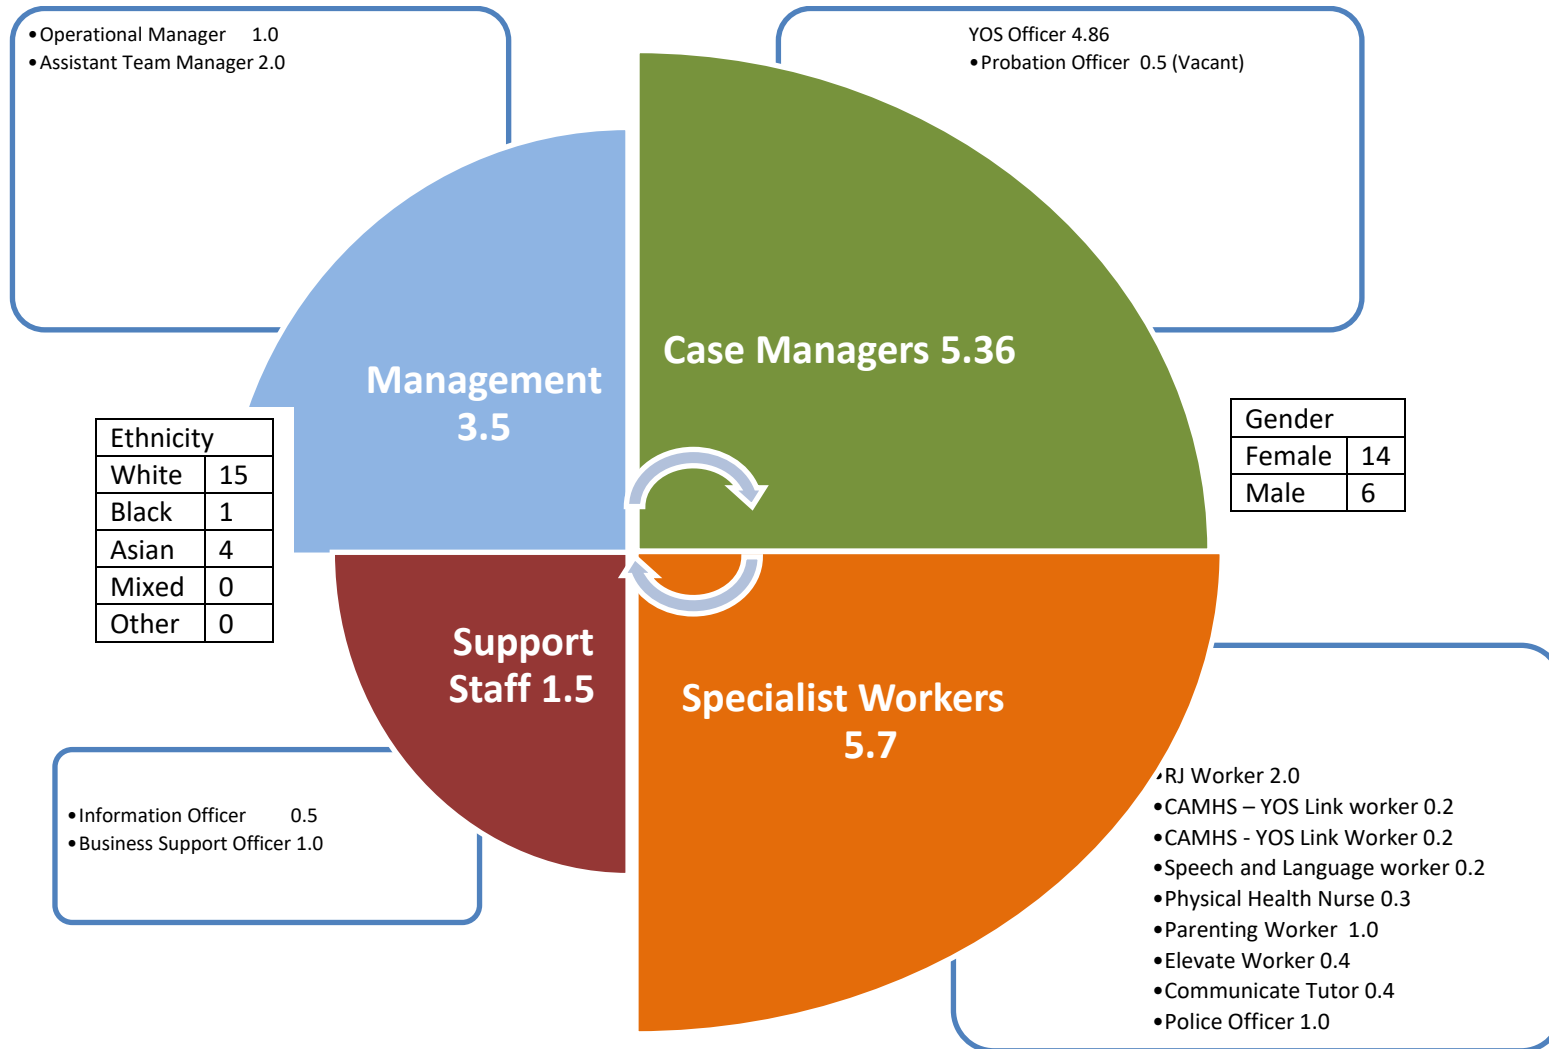 •Operational Manager 1.0
•Assistant Team Manager 2.0
YOS Officer 4.86
•Probation Officer 0.5 (Vacant)
Management
3.5
Case Managers 5.36
Ethnicity
White 15
Black 1
Asian 4
Mixed 0
Other 0
Gender
Female 14
Male 6
Support
Staff 1.5
Specialist Workers
5.7
•Information Officer 0.5
•Business Support Officer 1.0
•RJ Worker 2.0
•CAMHS – YOS Link worker 0.2
•CAMHS - YOS Link Worker 0.2
•Speech and Language worker 0.2
•Physical Health Nurse 0.3
•Parenting Worker 1.0
•Elevate Worker 0.4
•Communicate Tutor 0.4
•Police Officer 1.0